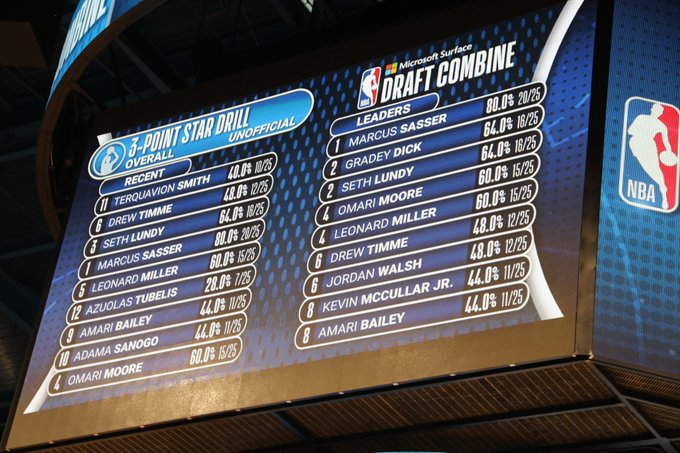 3-POINT STAR DRILL
OVERALL UNOFFICIAL
RECENT
11 TERQUAVION SMITH 40.0% 10/25
6 DREW TIMME 48.0% 12/25
3 SETH LUNDY 64.0% 16/25
1 MARCUS SASSER 80.0% 20/25
5 LEONARD MILLER 60.0% 15/25
12 AZUOLAS TUBELIS 28.0% 7/25
9 AMARI BAILEY 44.0% 11/25
10 ADAMA SANOGO 44.0% 11/25
4 OMARI MOORE 60.0% 15/25
NBA
Microsoft Surface
DRAFT COMBINE
LEADERS
1 MARCUS SASSER 80.0% 20/25
2 GRADEY DICK 64.0% 16/25
2 SETH LUNDY 64.0% 16/25
4 OMARI MOORE 60.0% 15/25
4 LEONARD MILLER 60.0% 15/25
6 DREW TIMME 48.0% 12/25
6 JORDAN WALSH 48.0% 12/25
8 KEVIN MCCULLAR JR. 44.0% 11/25
8 AMARI BAILEY 44.0% 11/25
NBA